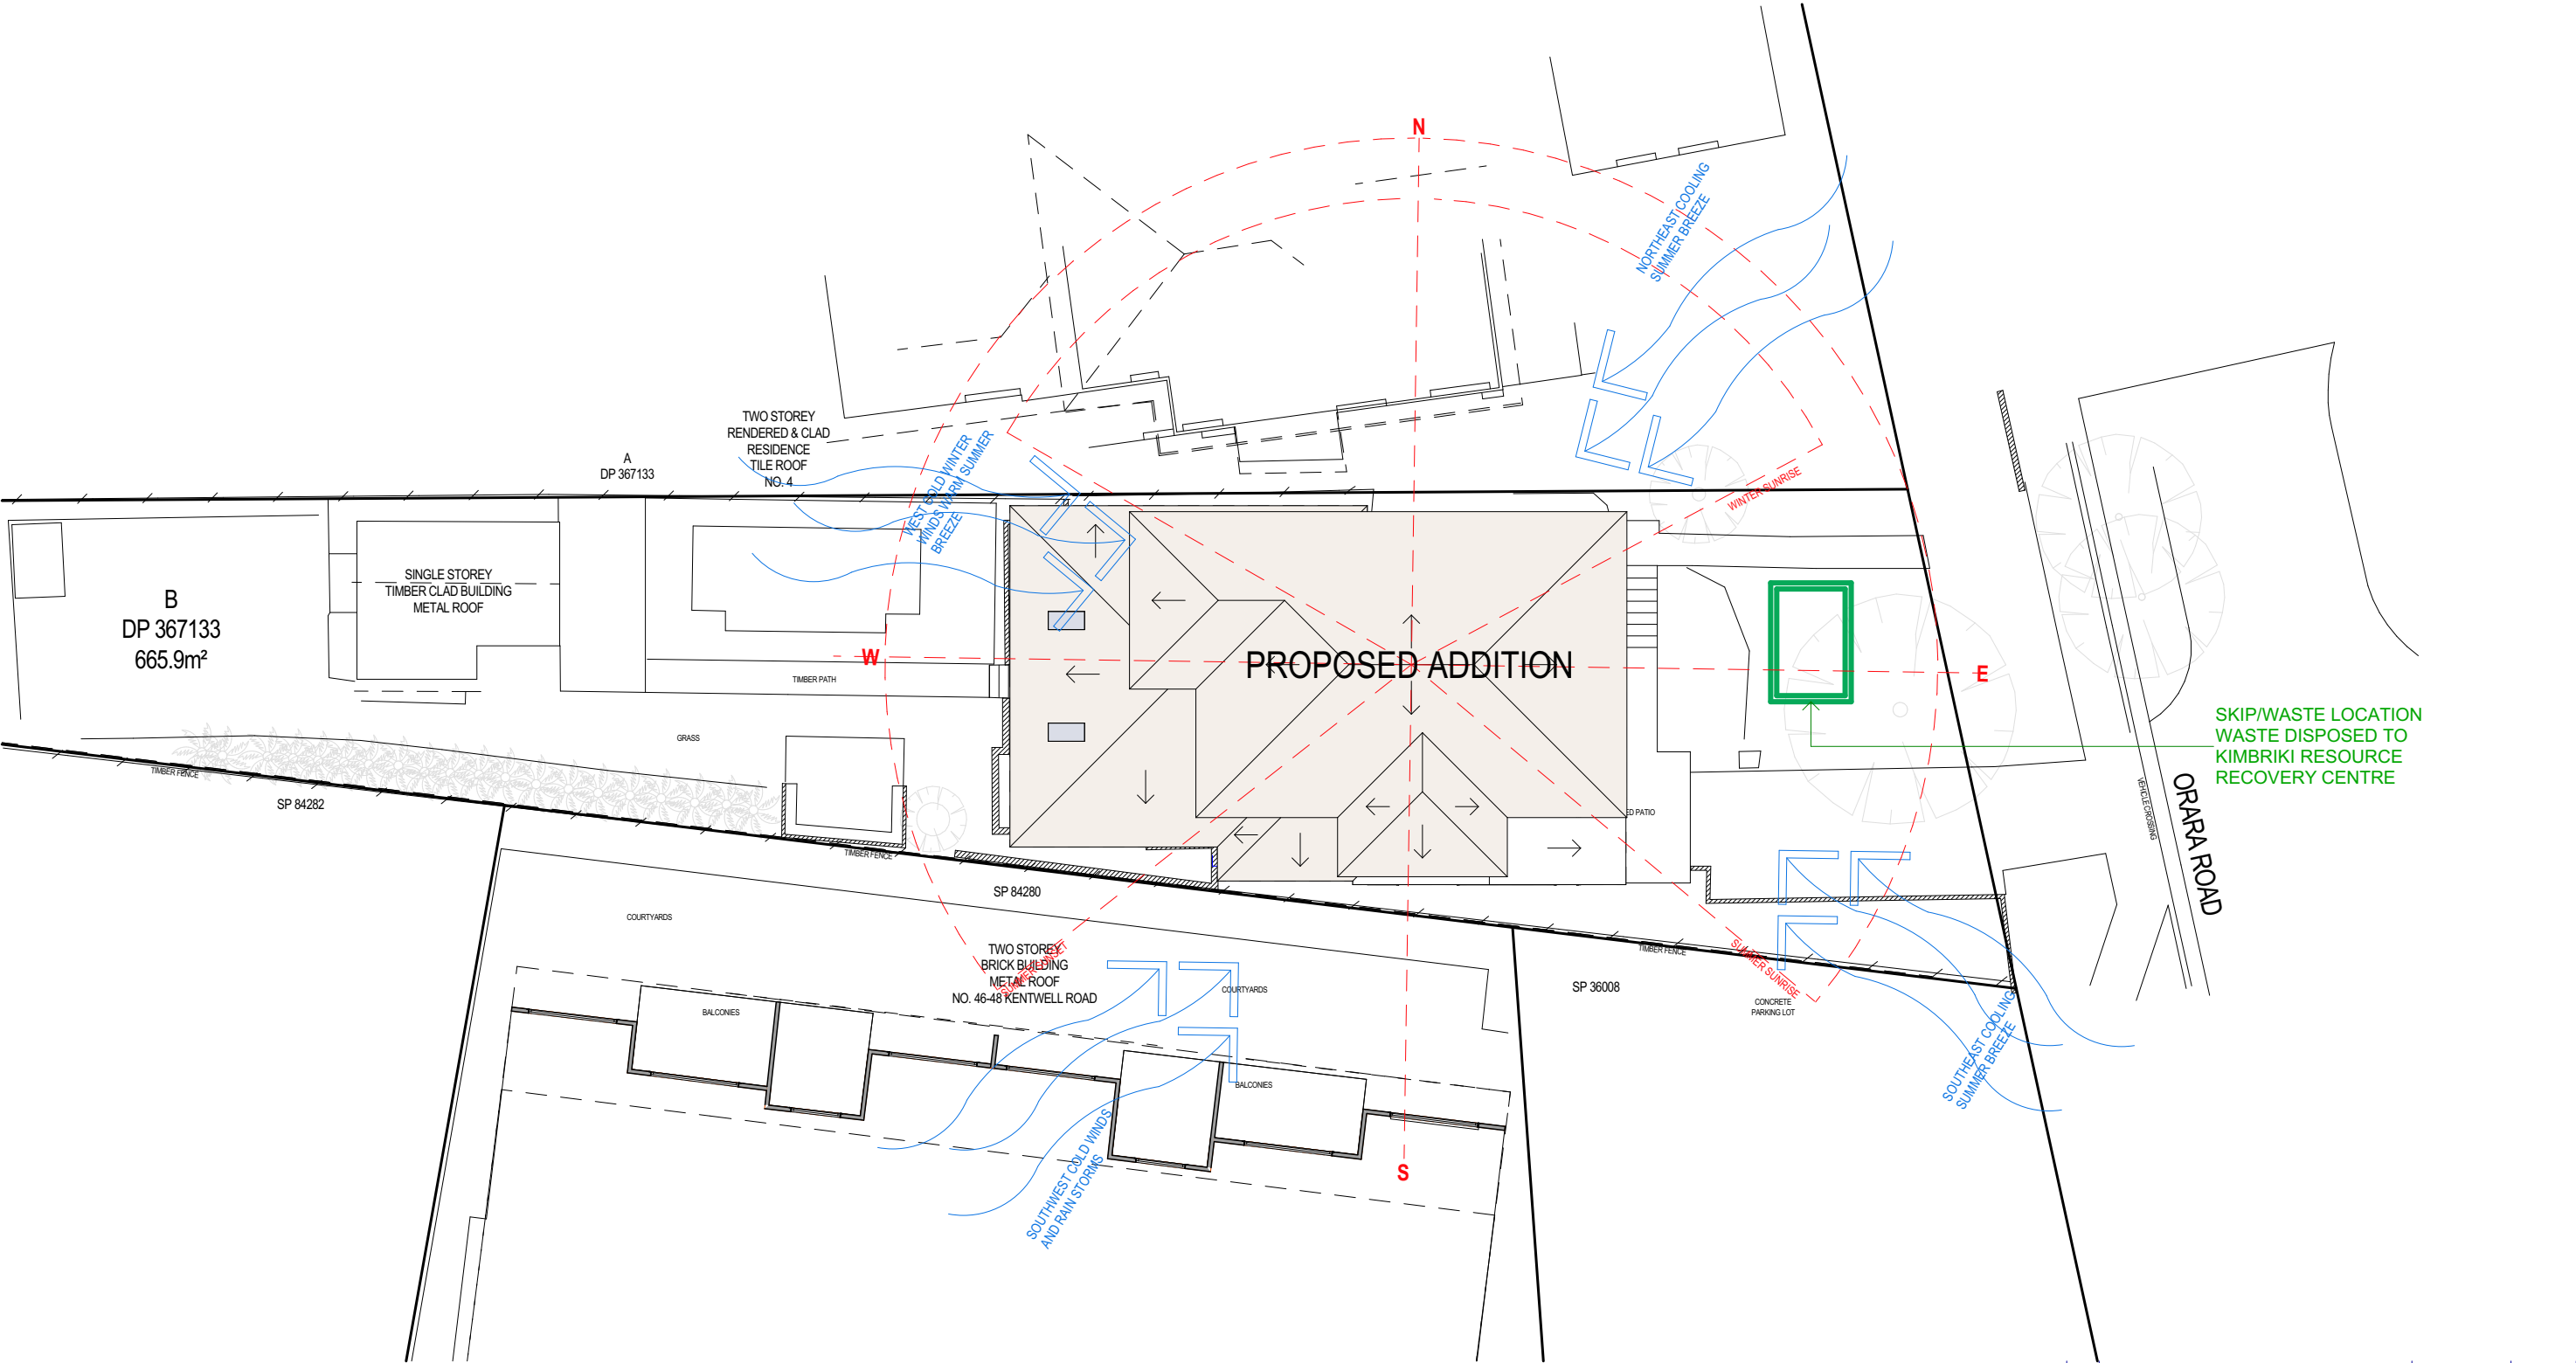 N
NORTHEAST COOLING
SUMMER BREEZE
TWO STOREY
RENDERED & CLAD
RESIDENCE
TILE ROOF
NO. 4
A
DP 367133
WEST COLD WINTER
WINDS WARM SUMMER
BREEZE
WINTER SUNRISE
SINGLE STOREY
TIMBER CLAD BUILDING
METAL ROOF
B
DP 367133
665.9m²
W
PROPOSED ADDITION
E
TIMBER PATH
GRASS
SKIP/WASTE LOCATION
WASTE DISPOSED TO
KIMBRIKI RESOURCE
RECOVERY CENTRE
VEHICLE CROSSING
ORARA ROAD
TIMBER FENCE
SP 84282
ED PATIO
TIMBER FENCE
SP 84280
COURTYARDS
TWO STOREY
BRICK BUILDING
METAL ROOF
NO. 46-48 KENTWELL ROAD
SUMMER SUNSET
COURTYARDS
BALCONIES
TIMBER FENCE
SUMMER SUNRISE
SP 36008
CONCRETE
PARKING LOT
SOUTHEAST COOLING
SUMMER BREEZE
BALCONIES
SOUTHWEST COLD WINDS
AND RAIN STORMS
S